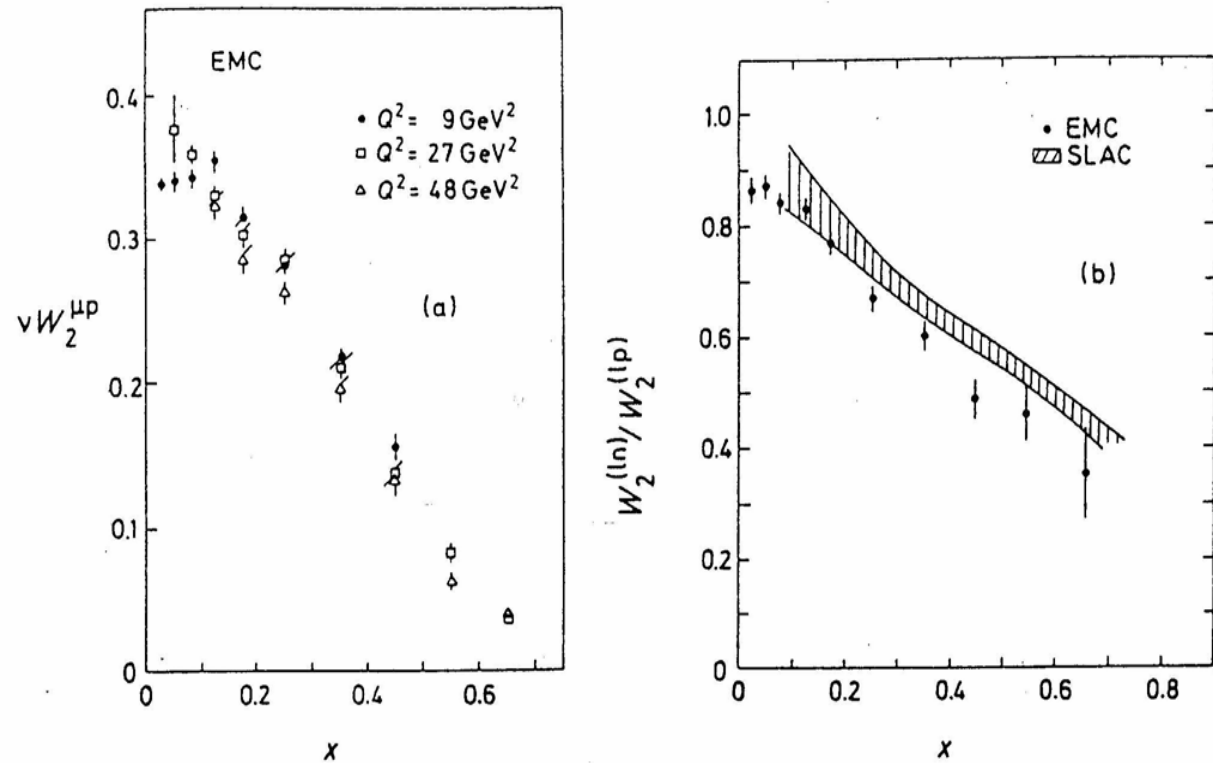 EMC
• Q² = 9 GeV²
□ Q² = 27 GeV²
△ Q² = 48 GeV²
(a)
νW₂^μp
0.4
0.3
0.2
0.1
0
0 0.2 0.4 0.6
x
• EMC
SLAC
(b)
W₂^(ln)/W₂^(lp)
1.0
0.8
0.6
0.4
0.2
0
0 0.2 0.4 0.6 0.8
x